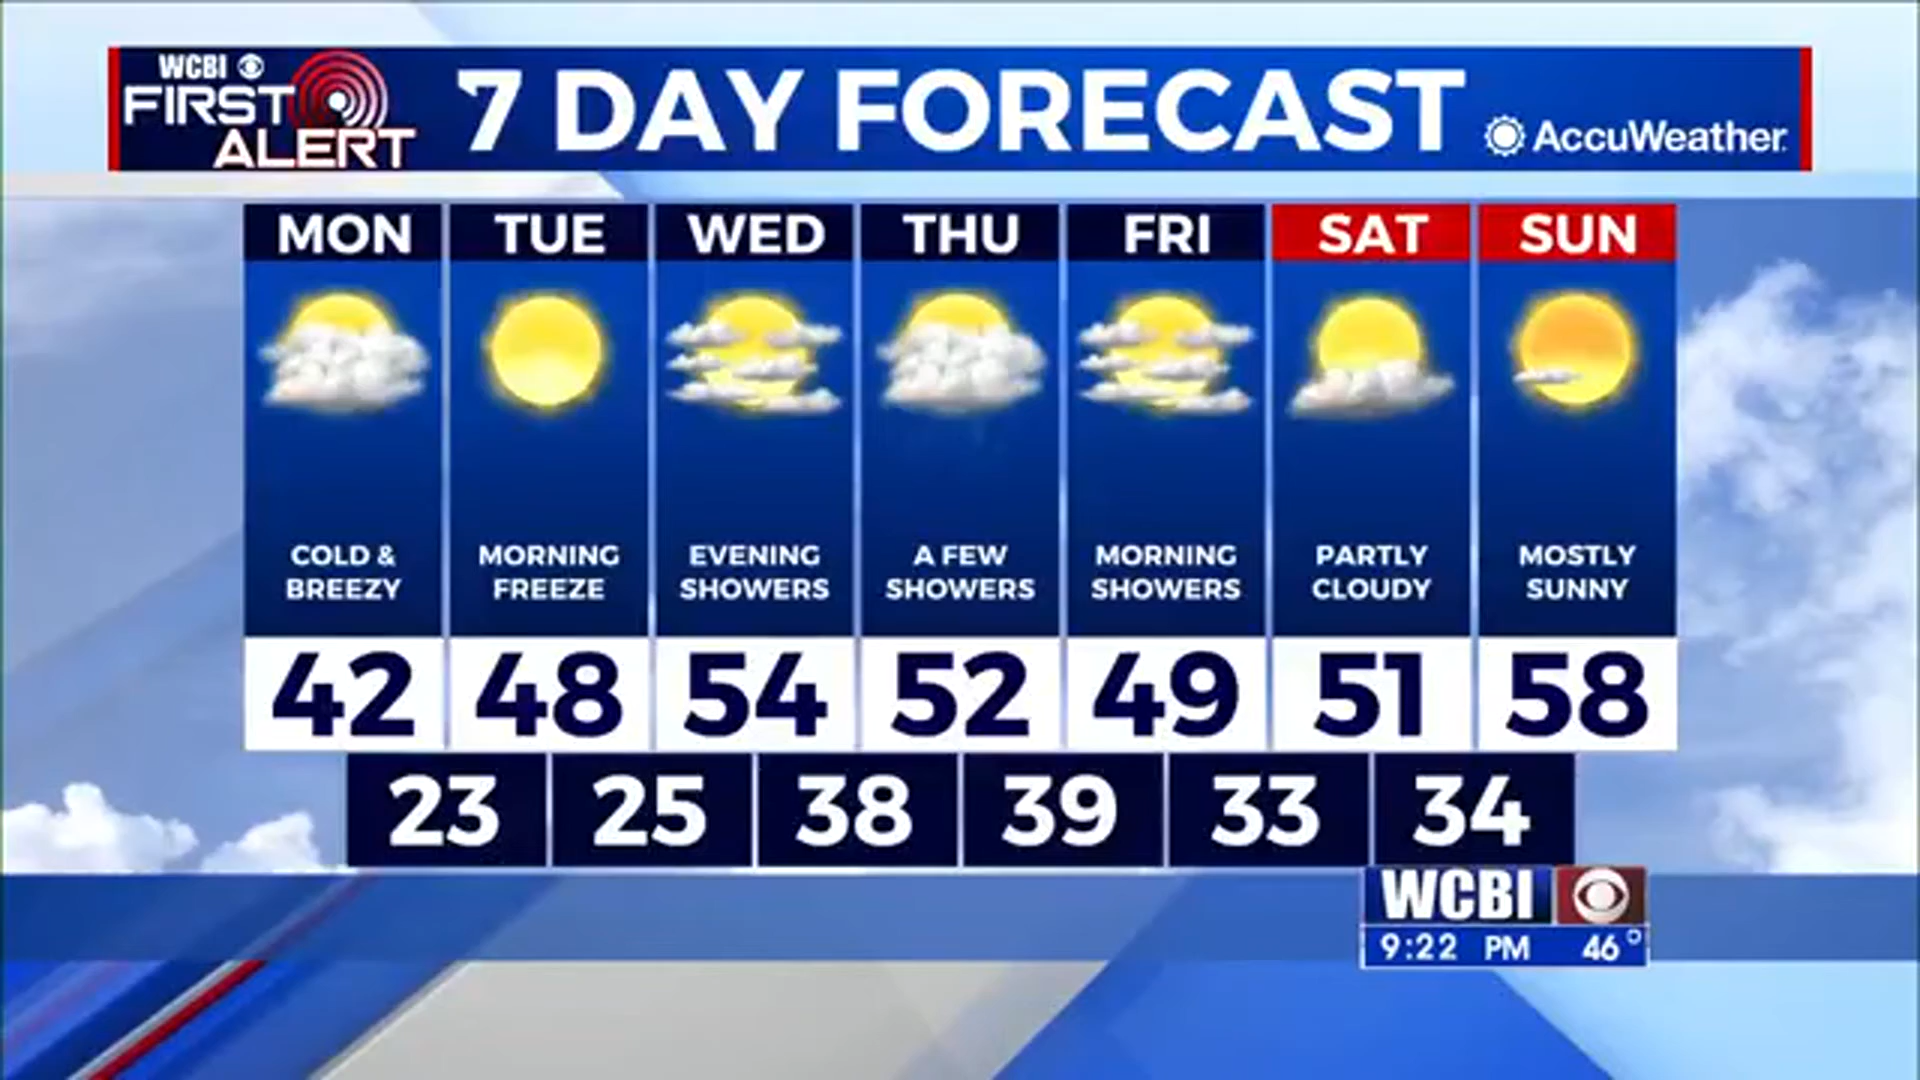 WCBI
FIRST
ALERT
7 DAY FORECAST
AccuWeather
MON TUE WED THU FRI SAT SUN
COLD & MORNING EVENING A FEW MORNING PARTLY MOSTLY
BREEZY FREEZE SHOWERS SHOWERS SHOWERS CLOUDY SUNNY
42 48 54 52 49 51 58
23 25 38 39 33 34
WCBI
9:22 PM 46°